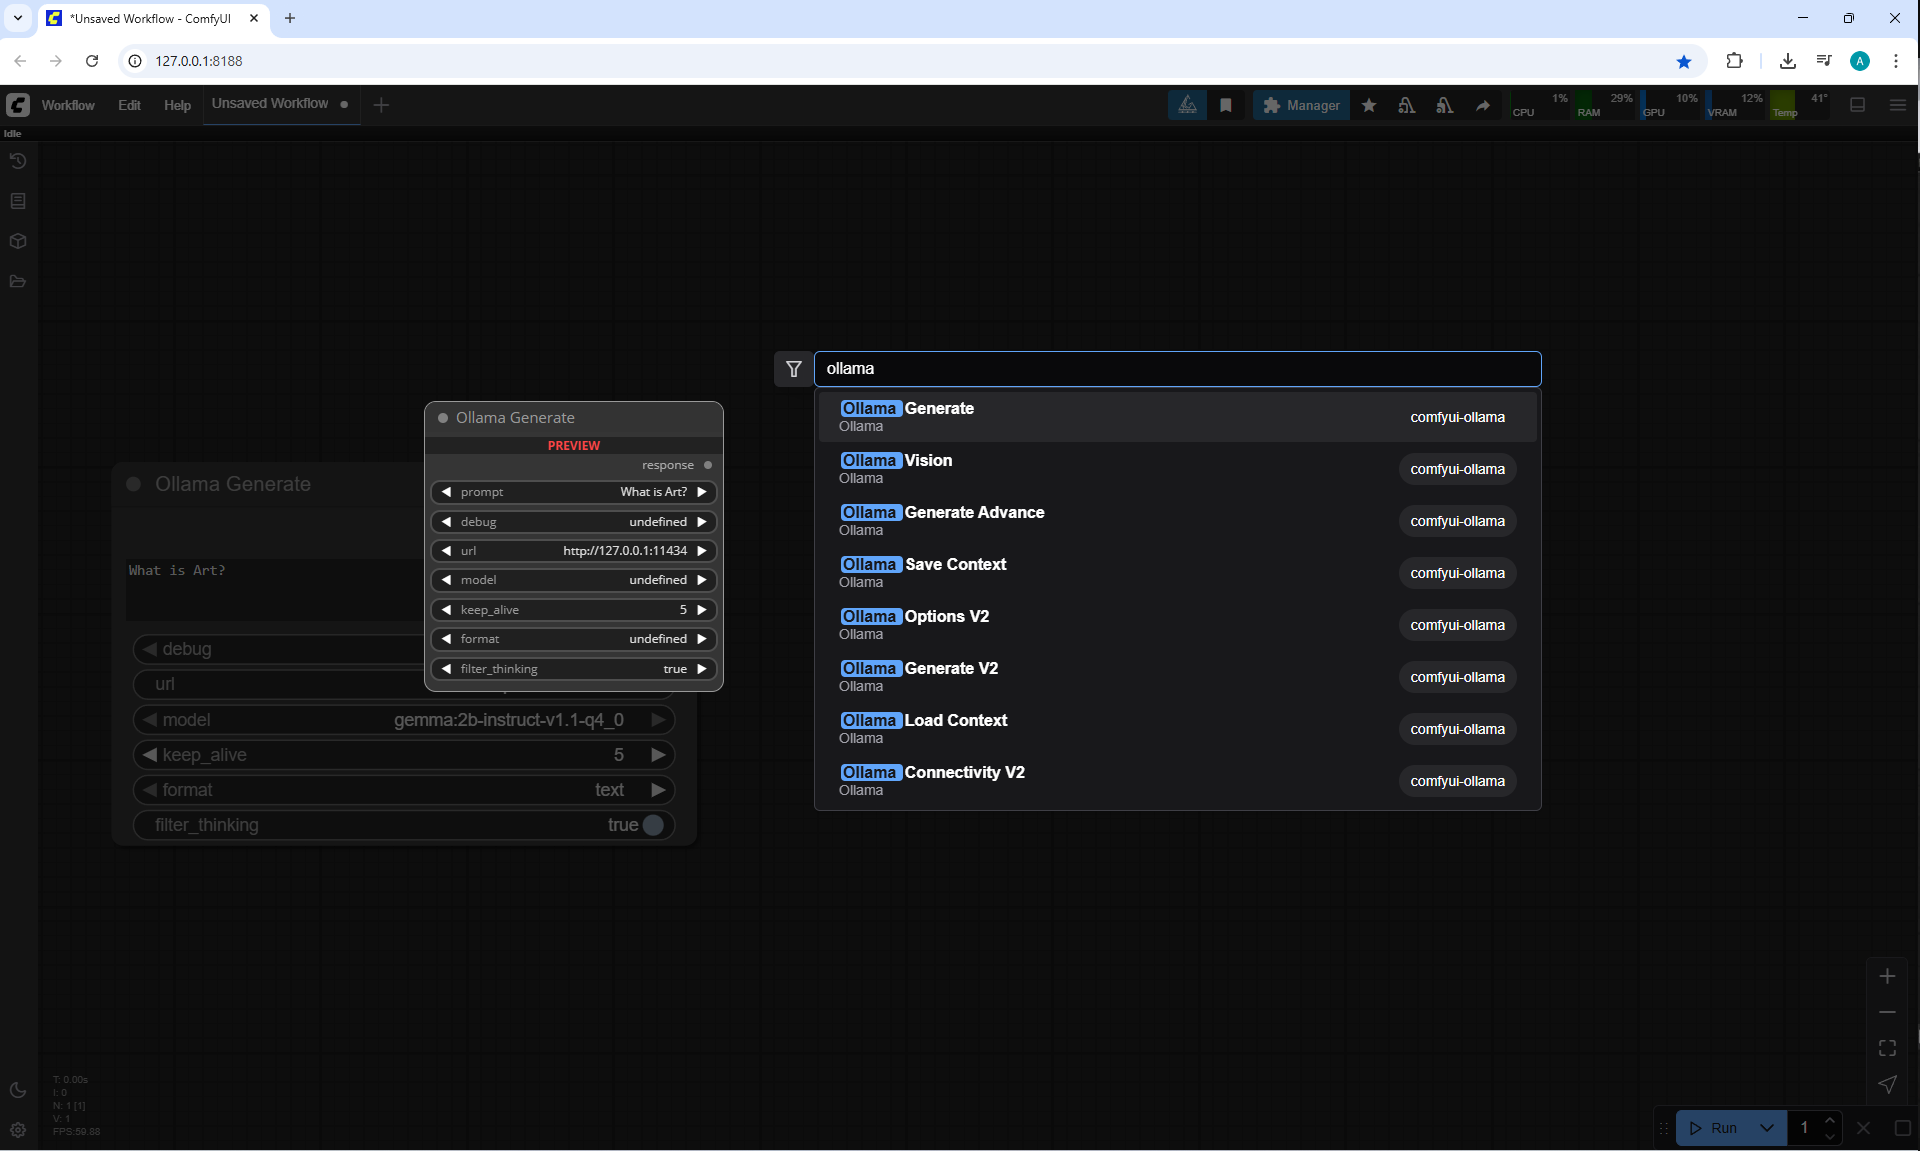 *Unsaved Workflow - ComfyUI
127.0.0.1:8188
A
Workflow
Edit
Help
Unsaved Workflow
Manager
CPU 1%
RAM 29%
GPU 10%
VRAM 12%
Temp 41°
Idle
ollama
Ollama Generate
Ollama
comfyui-ollama
Ollama Vision
Ollama
comfyui-ollama
Ollama Generate Advance
Ollama
comfyui-ollama
Ollama Save Context
Ollama
comfyui-ollama
Ollama Options V2
Ollama
comfyui-ollama
Ollama Generate V2
Ollama
comfyui-ollama
Ollama Load Context
Ollama
comfyui-ollama
Ollama Connectivity V2
Ollama
comfyui-ollama
Ollama Generate
PREVIEW
response
prompt What is Art?
debug undefined
url http://127.0.0.1:11434
model undefined
keep_alive 5
format undefined
filter_thinking true
Ollama Generate
What is Art?
debug
url
model gemma:2b-instruct-v1.1-q4_0
keep_alive 5
format text
filter_thinking true
T: 0.00s
I: 0
N: 1 [1]
V: 1
FPS:59.88
Run
1